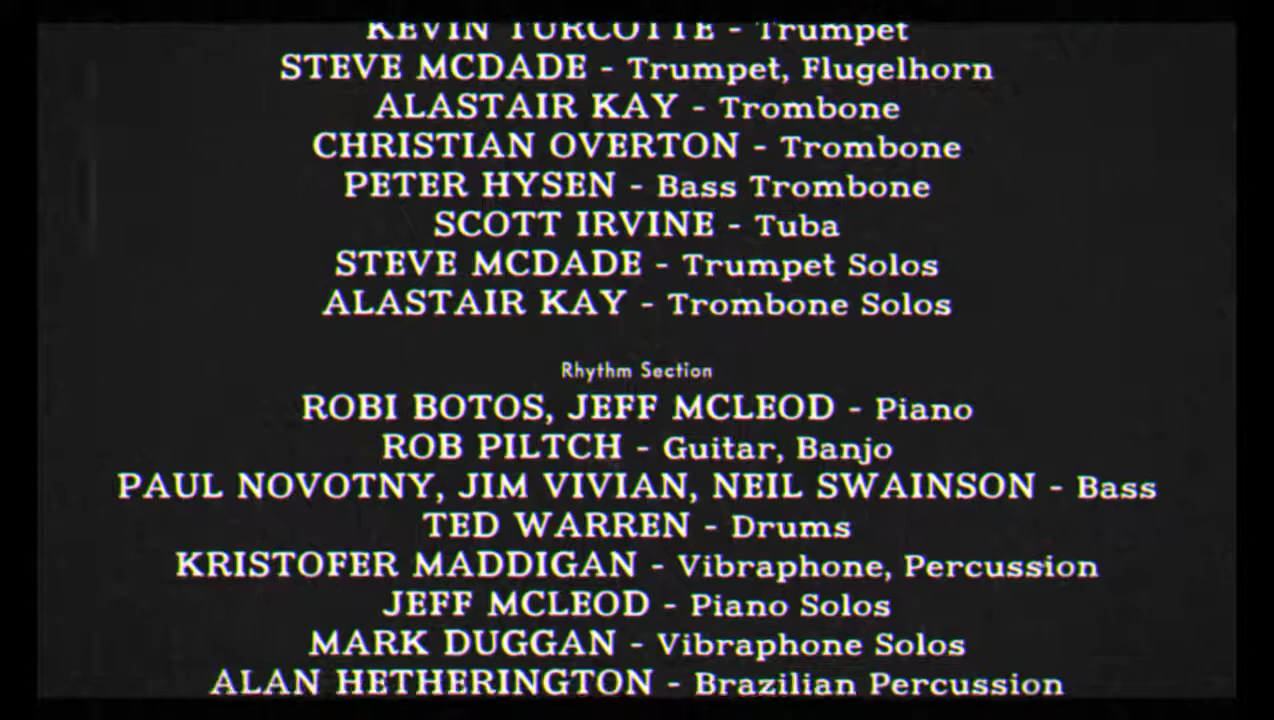 KEVIN TURCOTTE - Trumpet
STEVE MCDADE - Trumpet, Flugelhorn
ALASTAIR KAY - Trombone
CHRISTIAN OVERTON - Trombone
PETER HYSEN - Bass Trombone
SCOTT IRVINE - Tuba
STEVE MCDADE - Trumpet Solos
ALASTAIR KAY - Trombone Solos
Rhythm Section
ROBI BOTOS, JEFF MCLEOD - Piano
ROB PILTCH - Guitar, Banjo
PAUL NOVOTNY, JIM VIVIAN, NEIL SWAINSON - Bass
TED WARREN - Drums
KRISTOFER MADDIGAN - Vibraphone, Percussion
JEFF MCLEOD - Piano Solos
MARK DUGGAN - Vibraphone Solos
ALAN HETHERINGTON - Brazilian Percussion